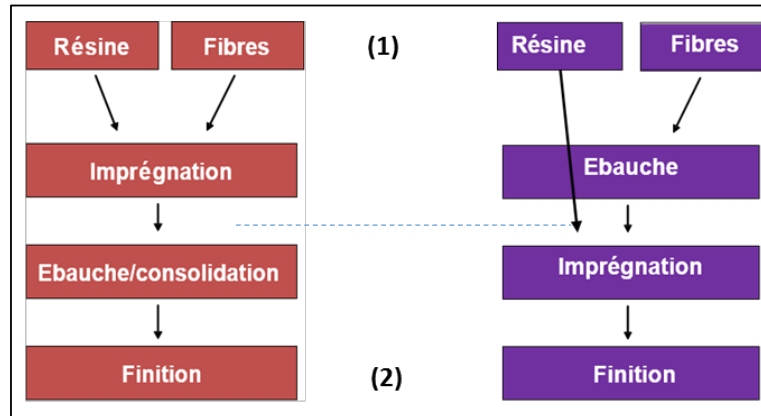 Résine Fibres (1) Résine Fibres
Imprégnation Ebauche
Ebauche/consolidation Imprégnation
Finition (2) Finition